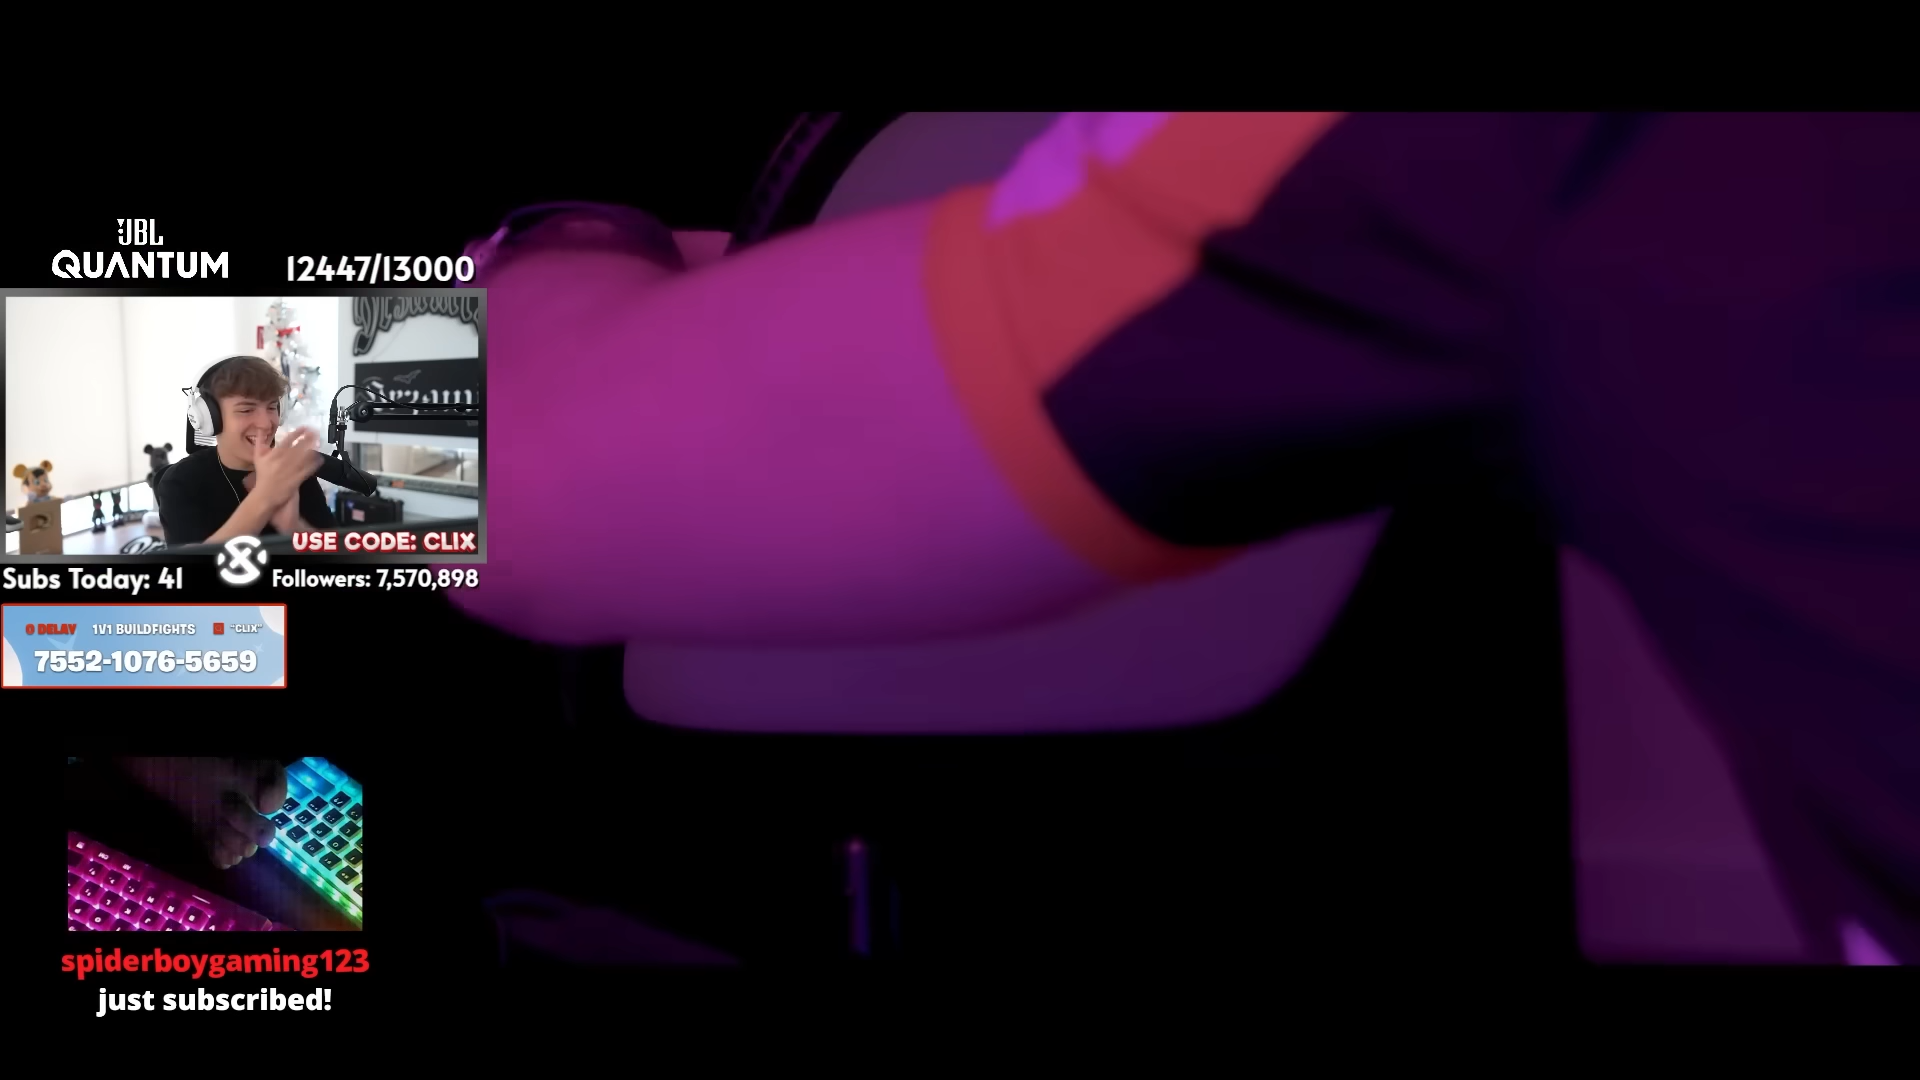 JBL
QUANTUM
12447/13000
USE CODE: CLIX
Subs Today: 41
Followers: 7,570,898
0 DELAY 1V1 BUILDFIGHTS "CLIX"
7552-1076-5659
spiderboygaming123
just subscribed!